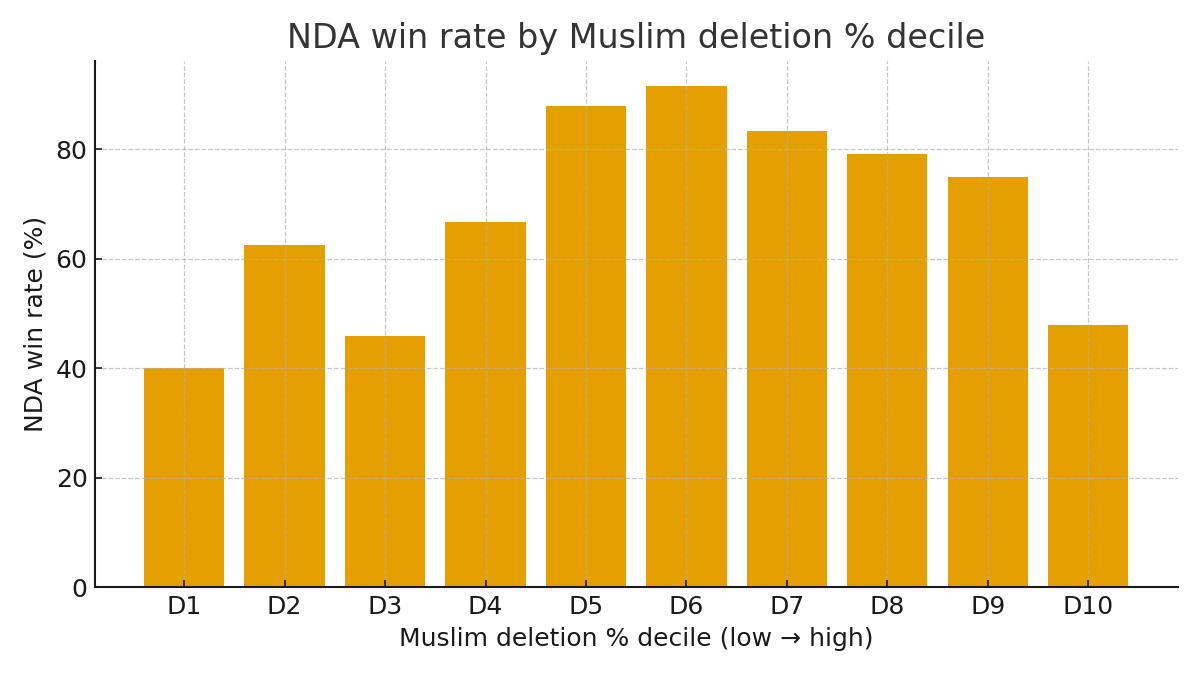 NDA win rate by Muslim deletion % decile
NDA win rate (%)
80
60
40
20
0
D1 D2 D3 D4 D5 D6 D7 D8 D9 D10
Muslim deletion % decile (low → high)